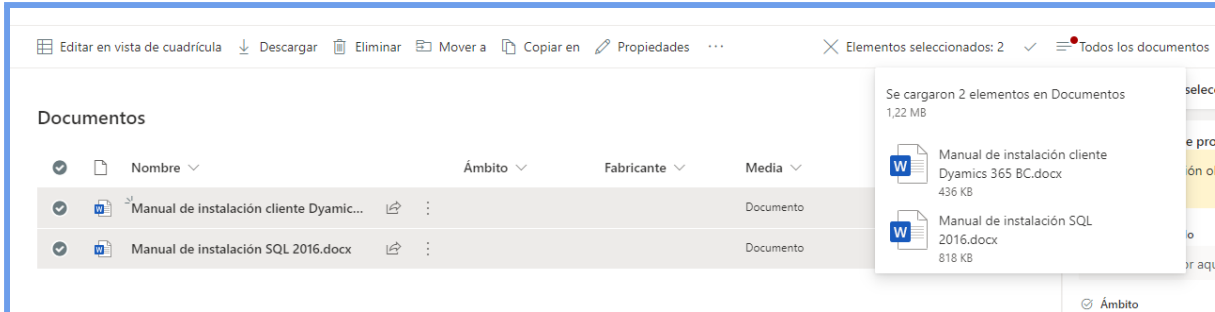 Editar en vista de cuadrícula Descargar Eliminar Mover a Copiar en Propiedades ··· Elementos seleccionados: 2 Todos los documentos
Se cargaron 2 elementos en Documentos
1,22 MB
Documentos
Nombre Ámbito Fabricante Media
Manual de instalación cliente Dyamic... Documento
Manual de instalación SQL 2016.docx Documento
Manual de instalación cliente
Dyamics 365 BC.docx
436 KB
Manual de instalación SQL
2016.docx
818 KB
Ámbito